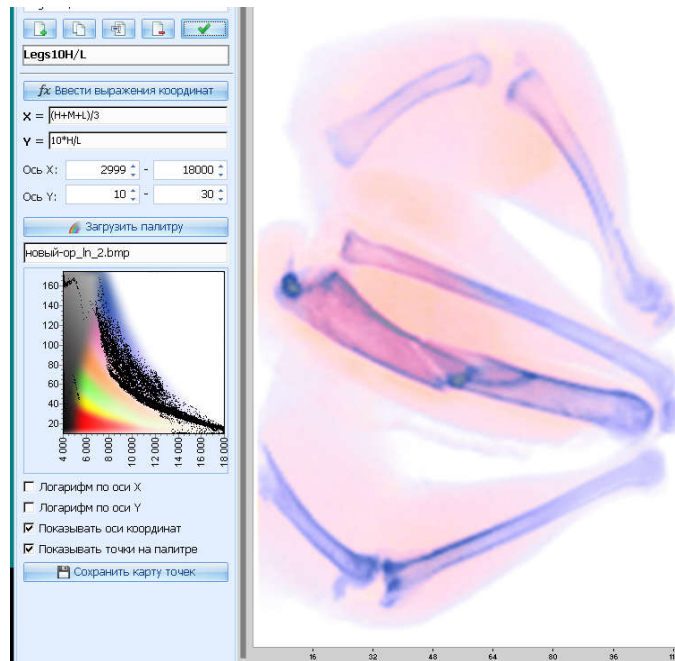 Legs10H/L
fx Ввести выражения координат
X = (H+M+L)/3
Y = 10*H/L
Ось X: 2999 - 18000
Ось Y: 10 - 30
Загрузить палитру
новый-op_ln_2.bmp
160
140
120
100
80
60
40
20
4 000 6 000 8 000 10 000 12 000 14 000 16 000 18 000
Логарифм по оси X
Логарифм по оси Y
Показывать оси координат
Показывать точки на палитре
Сохранить карту точек
16 32 48 64 80 96